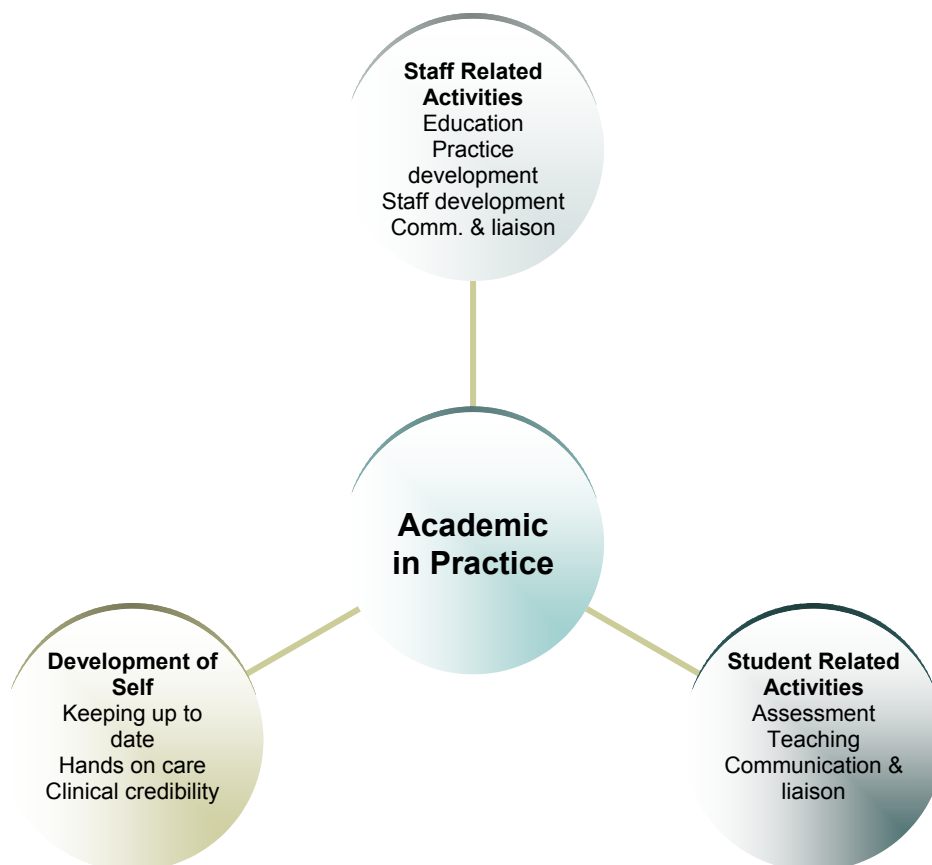 Staff Related
Activities
Education
Practice
development
Staff development
Comm. & liaison
Academic
in Practice
Development of
Self
Keeping up to
date
Hands on care
Clinical credibility
Student Related
Activities
Assessment
Teaching
Communication &
liaison